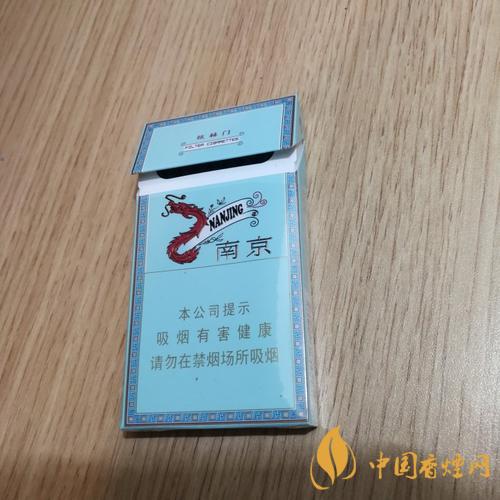 炫赫门
FILTER CIGARETTES
NANJING
南京
本公司提示
吸烟有害健康
请勿在禁烟场所吸烟
中国香烟网